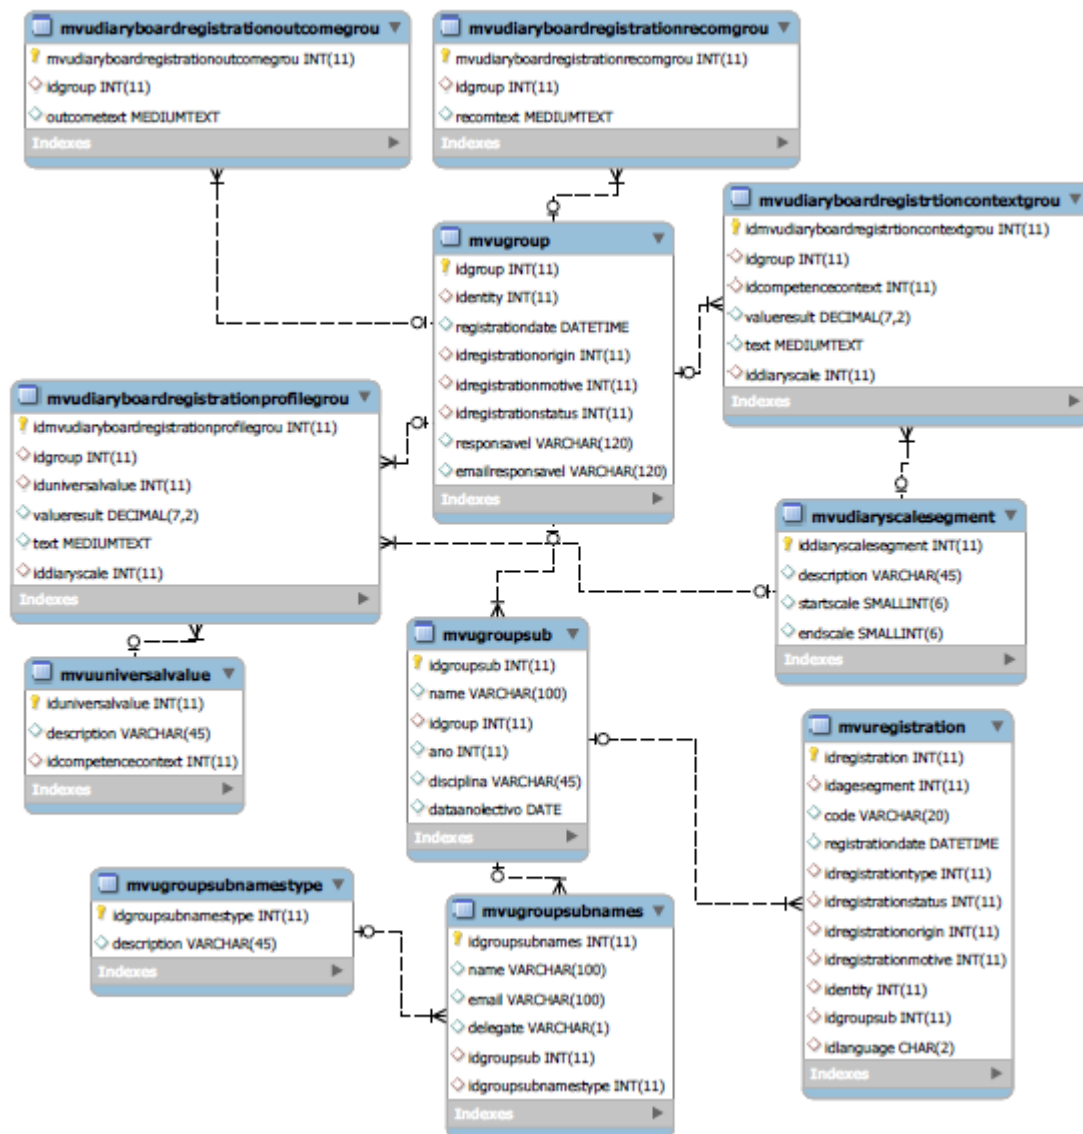 mvudiaryboardregistrationoutcomegrou
mvudiaryboardregistrationoutcomegrou INT(11)
idgroup INT(11)
outcometext MEDIUMTEXT
Indexes
mvudiaryboardregistrationrecomgrou
mvudiaryboardregistrationrecomgrou INT(11)
idgroup INT(11)
recomtext MEDIUMTEXT
Indexes
mvudiaryboardregistrtioncontextgrou
idmvudiaryboardregistrtioncontextgrou INT(11)
idgroup INT(11)
idcompetencecontext INT(11)
valueresult DECIMAL(7,2)
text MEDIUMTEXT
iddiaryscale INT(11)
Indexes
mvugroup
idgroup INT(11)
identity INT(11)
registrationdate DATETIME
idregistrationorigin INT(11)
idregistrationmotive INT(11)
idregistrationstatus INT(11)
responsavel VARCHAR(120)
emailresponsavel VARCHAR(120)
Indexes
mvudiaryboardregistrationprofilegrou
idmvudiaryboardregistrationprofilegrou INT(11)
idgroup INT(11)
iduniversalvalue INT(11)
valueresult DECIMAL(7,2)
text MEDIUMTEXT
iddiaryscale INT(11)
Indexes
mvudiaryscalesegment
iddiaryscalesegment INT(11)
description VARCHAR(45)
startscale SMALLINT(6)
endscale SMALLINT(6)
Indexes
mvuuniversalvalue
iduniversalvalue INT(11)
description VARCHAR(45)
idcompetencecontext INT(11)
Indexes
mvugroupsub
idgroupsub INT(11)
name VARCHAR(100)
idgroup INT(11)
ano INT(11)
disciplina VARCHAR(45)
dataanolectivo DATE
Indexes
mvuregistration
idregistration INT(11)
idagesegment INT(11)
code VARCHAR(20)
registrationdate DATETIME
idregistrationtype INT(11)
idregistrationstatus INT(11)
idregistrationorigin INT(11)
idregistrationmotive INT(11)
identity INT(11)
idgroupsub INT(11)
idlanguage CHAR(2)
Indexes
mvugroupsubnamestype
idgroupsubnamestype INT(11)
description VARCHAR(45)
Indexes
mvugroupsubnames
idgroupsubnames INT(11)
name VARCHAR(100)
email VARCHAR(100)
delegate VARCHAR(1)
idgroupsub INT(11)
idgroupsubnamestype INT(11)
Indexes